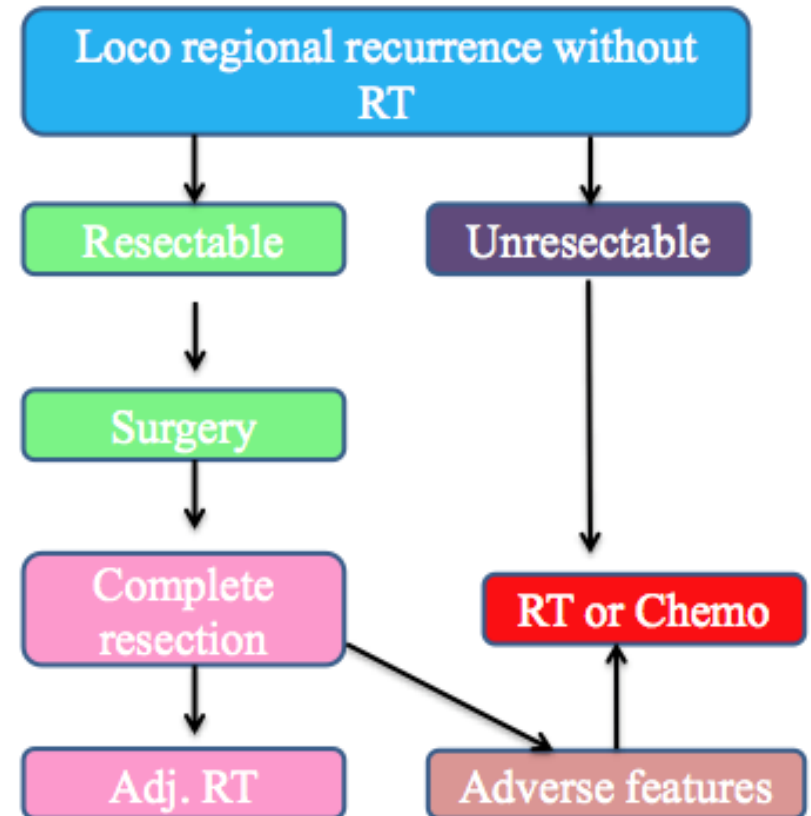 Loco regional recurrence without
RT
Resectable
Unresectable
Surgery
Complete
resection
RT or Chemo
Adj. RT
Adverse features